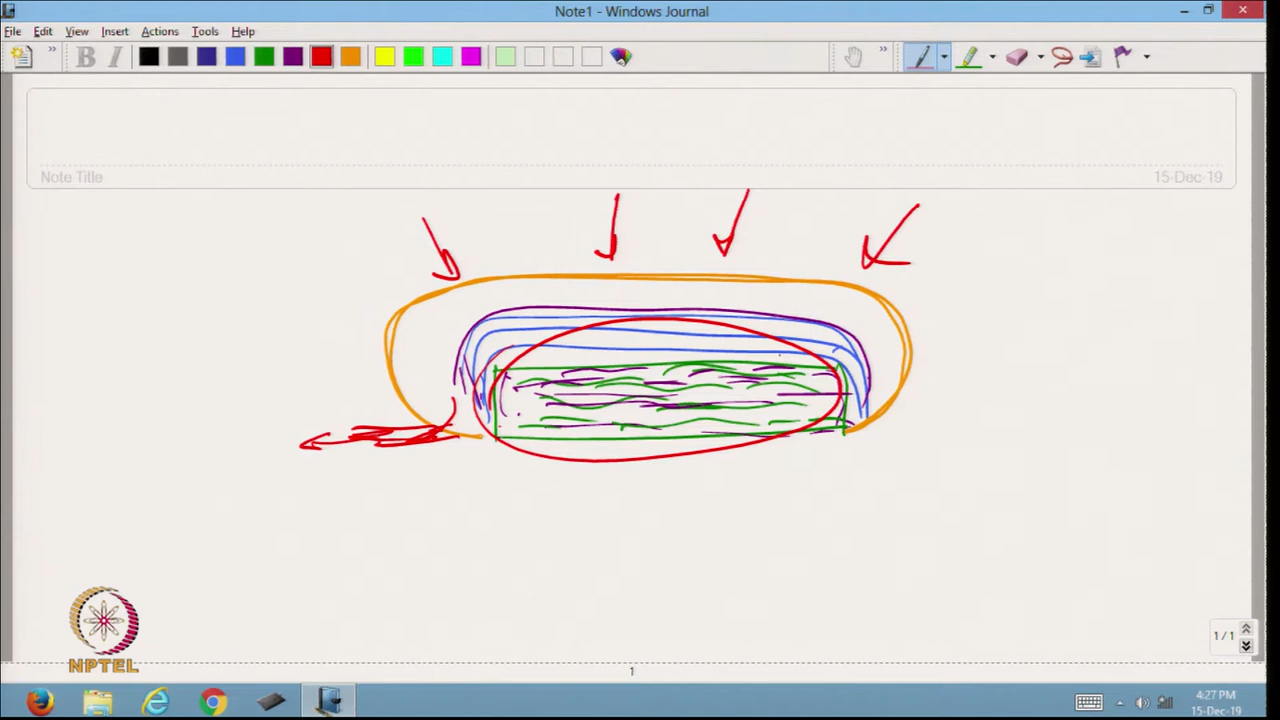 Note1 - Windows Journal
File Edit View Insert Actions Tools Help
B I
Note Title
15-Dec-19
NPTEL
1 / 1
1
4:27 PM
15-Dec-19